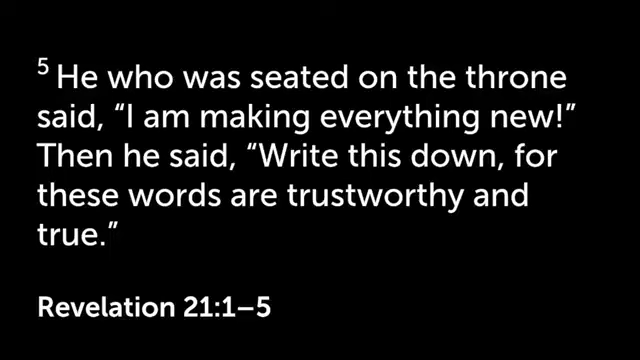 ⁵ He who was seated on the throne
said, “I am making everything new!”
Then he said, “Write this down, for
these words are trustworthy and
true.”
Revelation 21:1–5